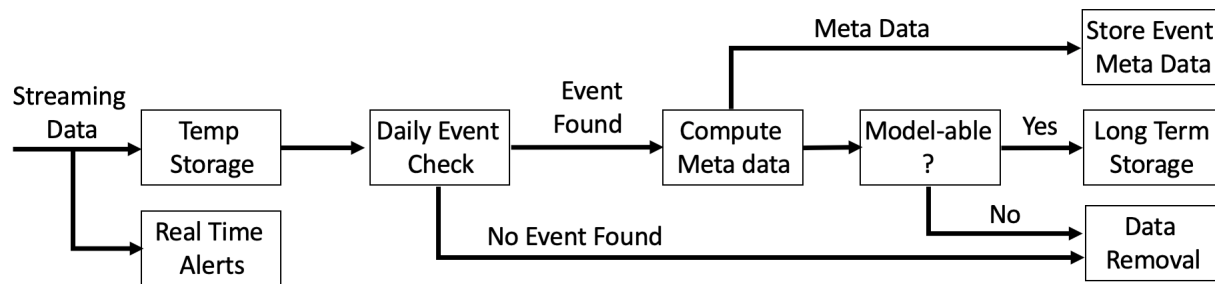 Streaming
Data
Temp
Storage
Real Time
Alerts
Daily Event
Check
Event
Found
No Event Found
Compute
Meta data
Meta Data
Model-able
?
Yes
No
Store Event
Meta Data
Long Term
Storage
Data
Removal